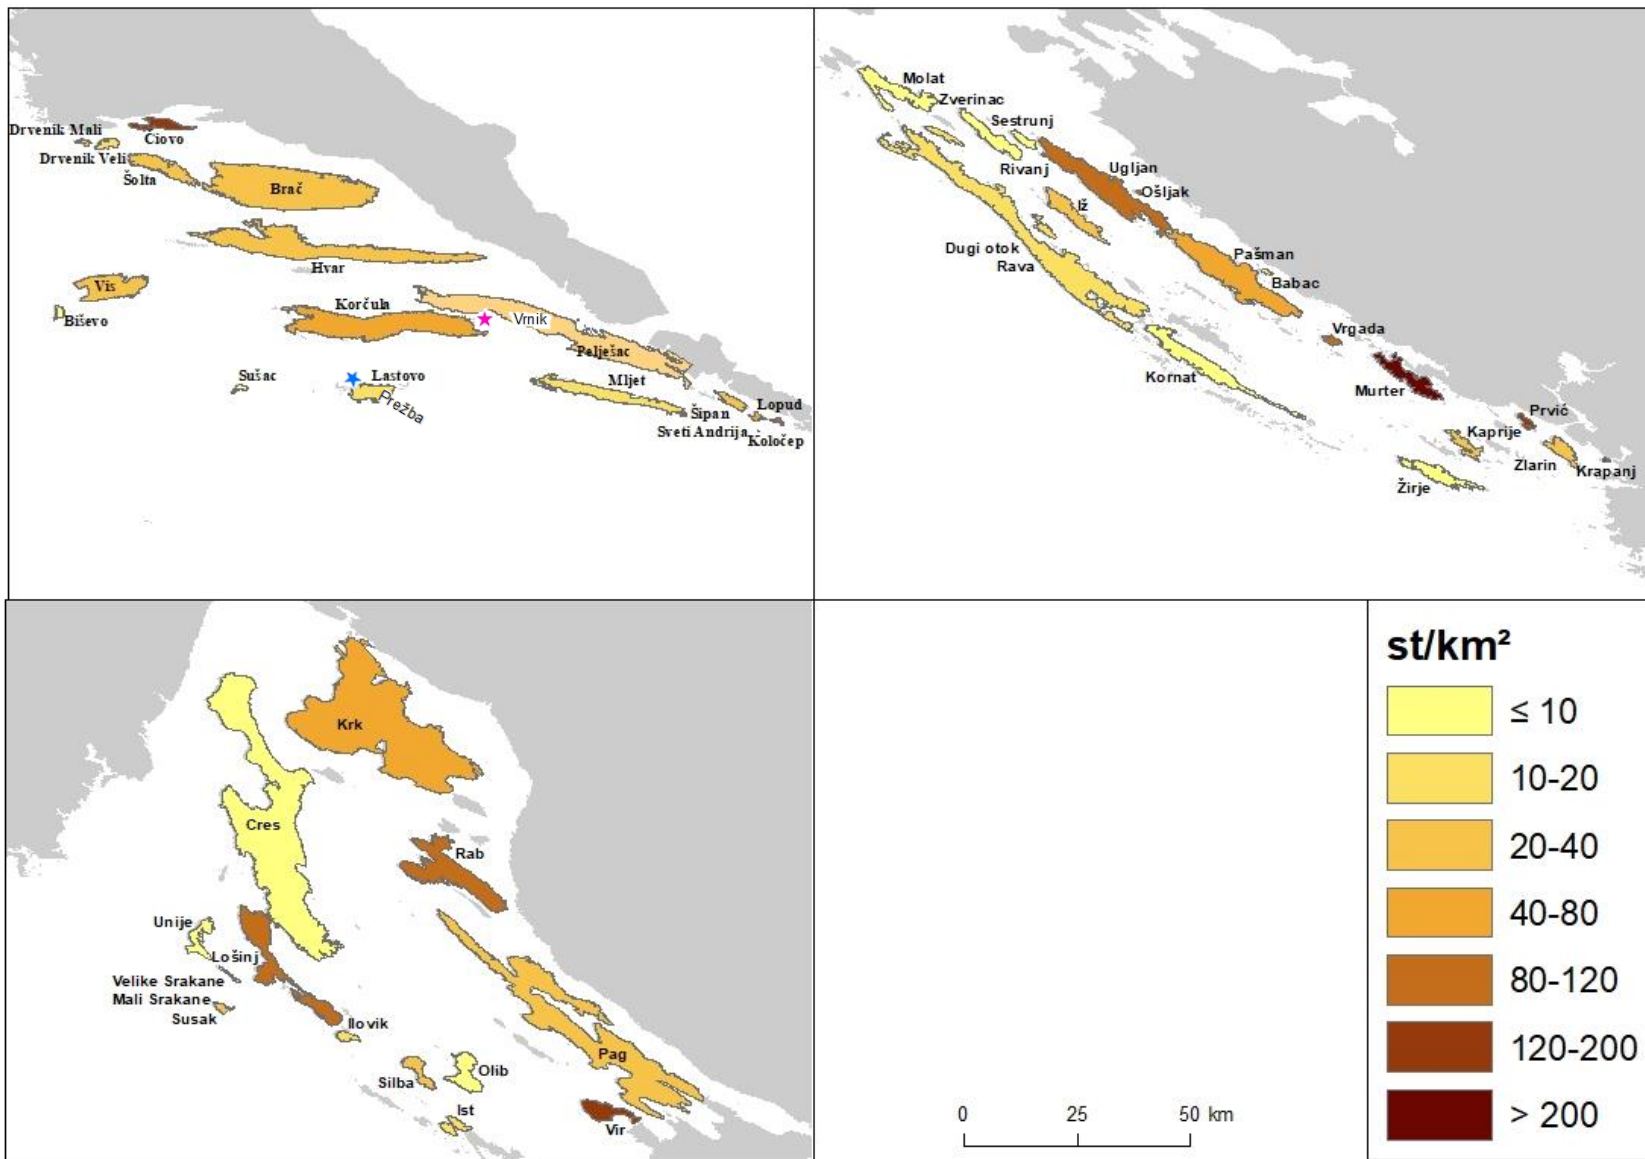 Drvenik Mali
Čiovo
Drvenik Veli
Šolta
Brač
Hvar
Vis
Biševo
Korčula
Vrnik
Pelješac
Sušac
Lastovo
Prežba
Mljet
Šipan
Lopud
Sveti Andrija
Koločep
Molat
Zverinac
Sestrunj
Rivanj
Ugljan
Ošljak
Iž
Dugi otok
Rava
Pašman
Babac
Vrgada
Kornat
Murter
Prvić
Kaprije
Zlarin
Krapanj
Žirje
Krk
Cres
Rab
Unije
Lošinj
Velike Srakane
Mali Srakane
Susak
Ilovik
Pag
Silba
Olib
Ist
Vir
0 25 50 km
st/km²
≤ 10
10-20
20-40
40-80
80-120
120-200
> 200